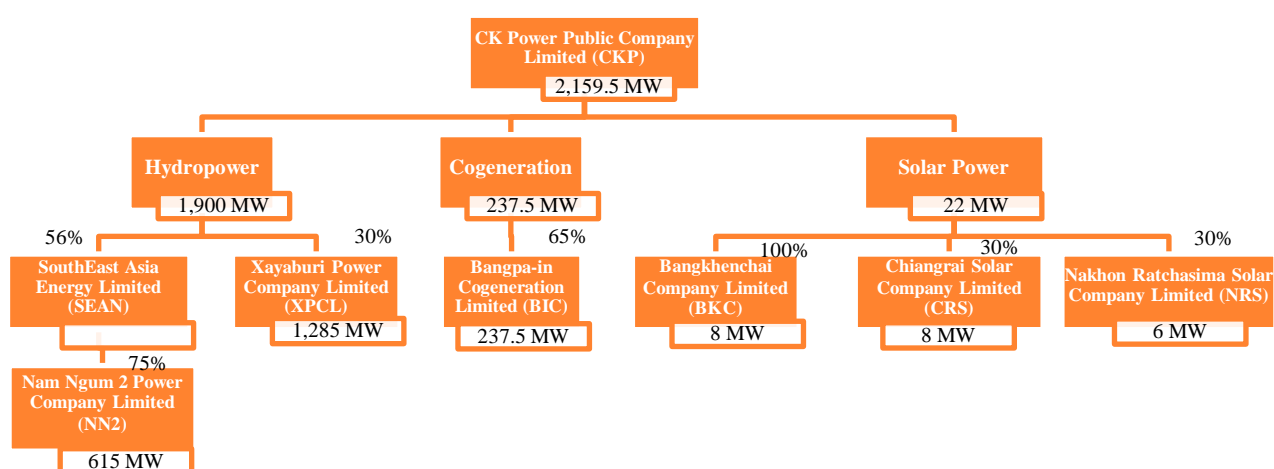 CK Power Public Company
Limited (CKP)
2,159.5 MW
Hydropower
1,900 MW
Cogeneration
237.5 MW
Solar Power
22 MW
56%
SouthEast Asia
Energy Limited
(SEAN)
30%
Xayaburi Power
Company Limited
(XPCL)
1,285 MW
65%
Bangpa-in
Cogeneration
Limited (BIC)
237.5 MW
100%
Bangkhenchai
Company Limited
(BKC)
8 MW
30%
Chiangrai Solar
Company Limited
(CRS)
8 MW
30%
Nakhon Ratchasima Solar
Company Limited (NRS)
6 MW
75%
Nam Ngum 2 Power
Company Limited
(NN2)
615 MW